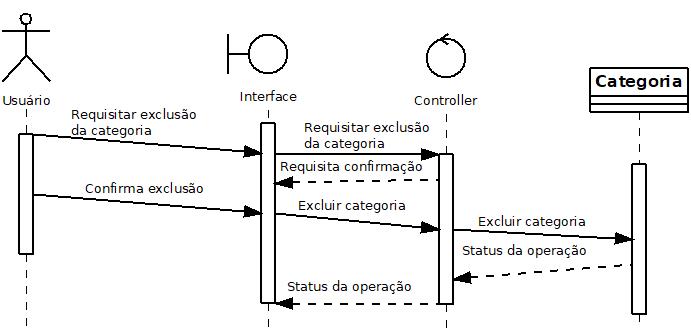 Usuário
Interface
Controller
Categoria
Requisitar exclusão
da categoria
Requisitar exclusão
da categoria
Requisita confirmação
Confirma exclusão
Excluir categoria
Excluir categoria
Status da operação
Status da operação